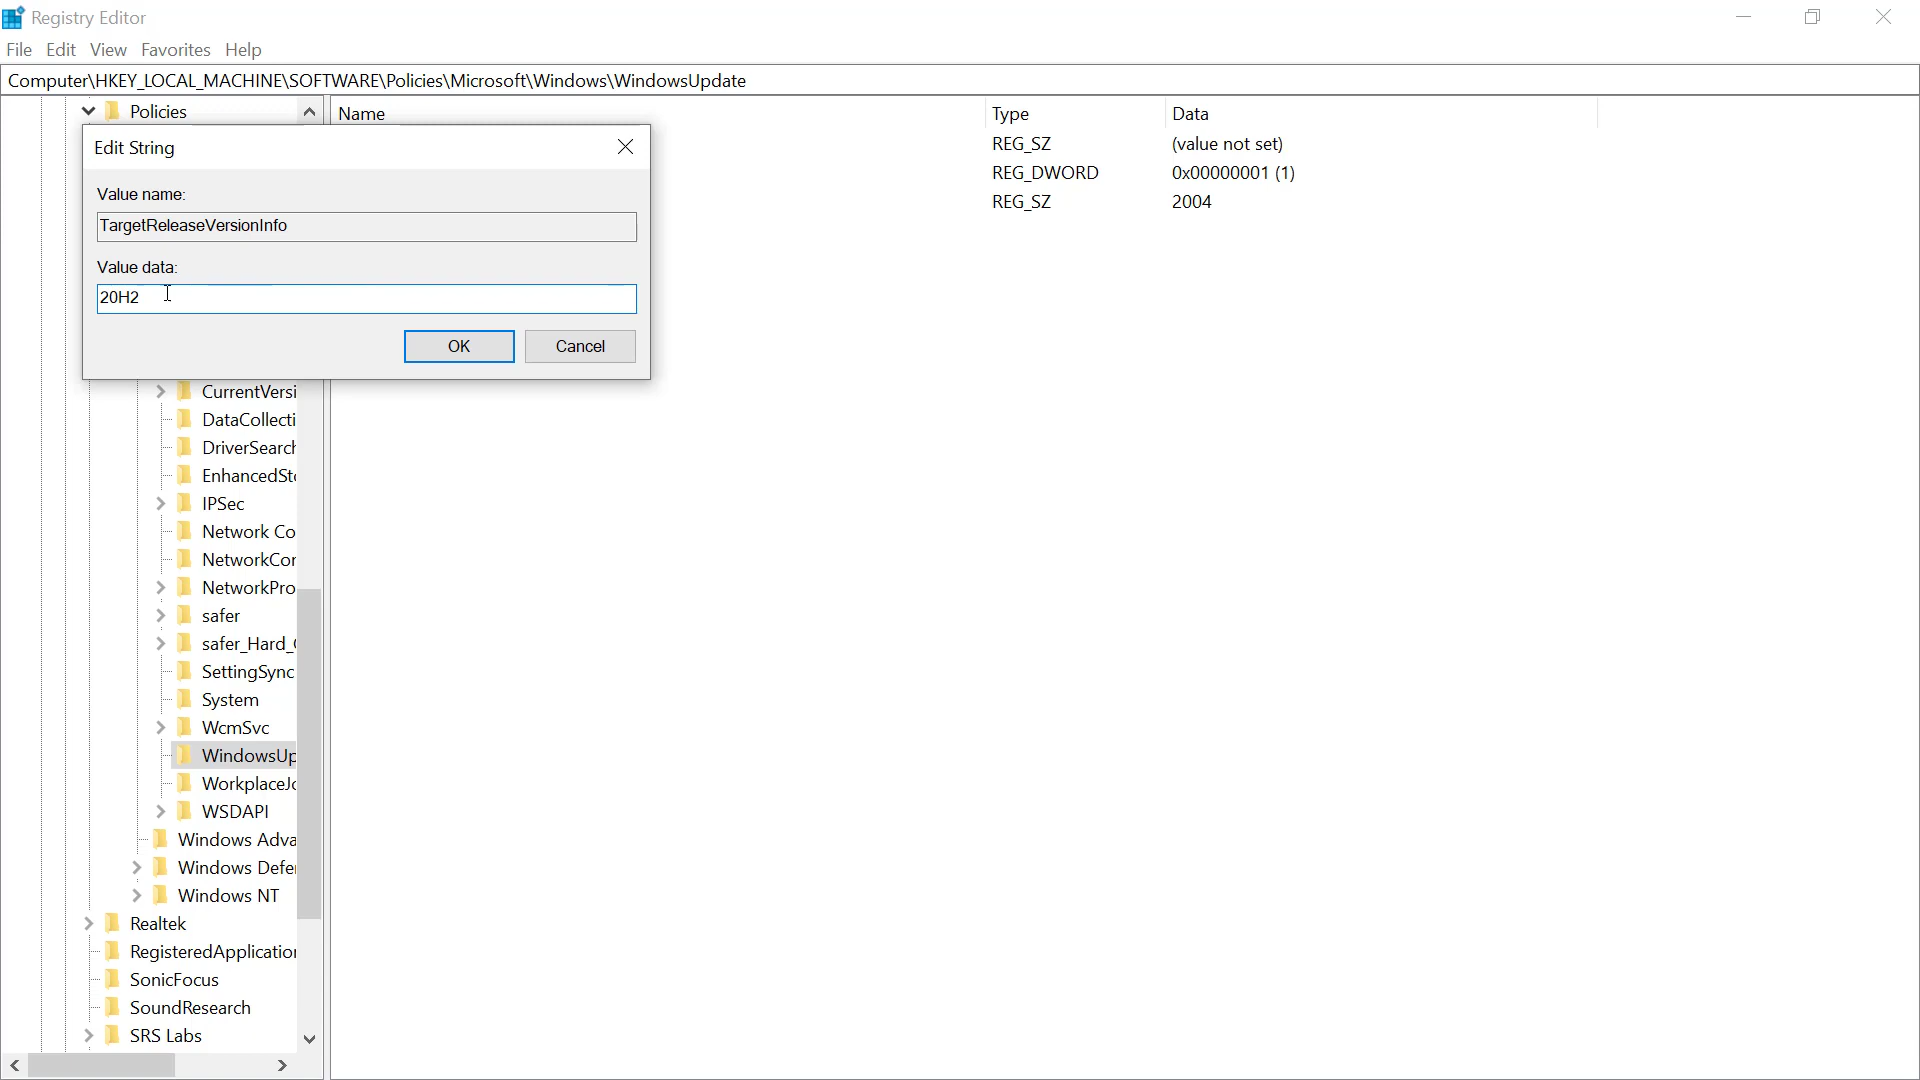 Registry Editor
File Edit View Favorites Help
Computer\HKEY_LOCAL_MACHINE\SOFTWARE\Policies\Microsoft\Windows\WindowsUpdate
Policies
Name Type Data
REG_SZ (value not set)
REG_DWORD 0x00000001 (1)
REG_SZ 2004
Edit String
Value name:
TargetReleaseVersionInfo
Value data:
20H2
OK Cancel
CurrentVersi
DataCollecti
DriverSearch
EnhancedSto
IPSec
Network Co
NetworkCor
NetworkPro
safer
safer_Hard_
SettingSync
System
WcmSvc
WindowsUp
WorkplaceJo
WSDAPI
Windows Adva
Windows Defe
Windows NT
Realtek
RegisteredApplication
SonicFocus
SoundResearch
SRS Labs